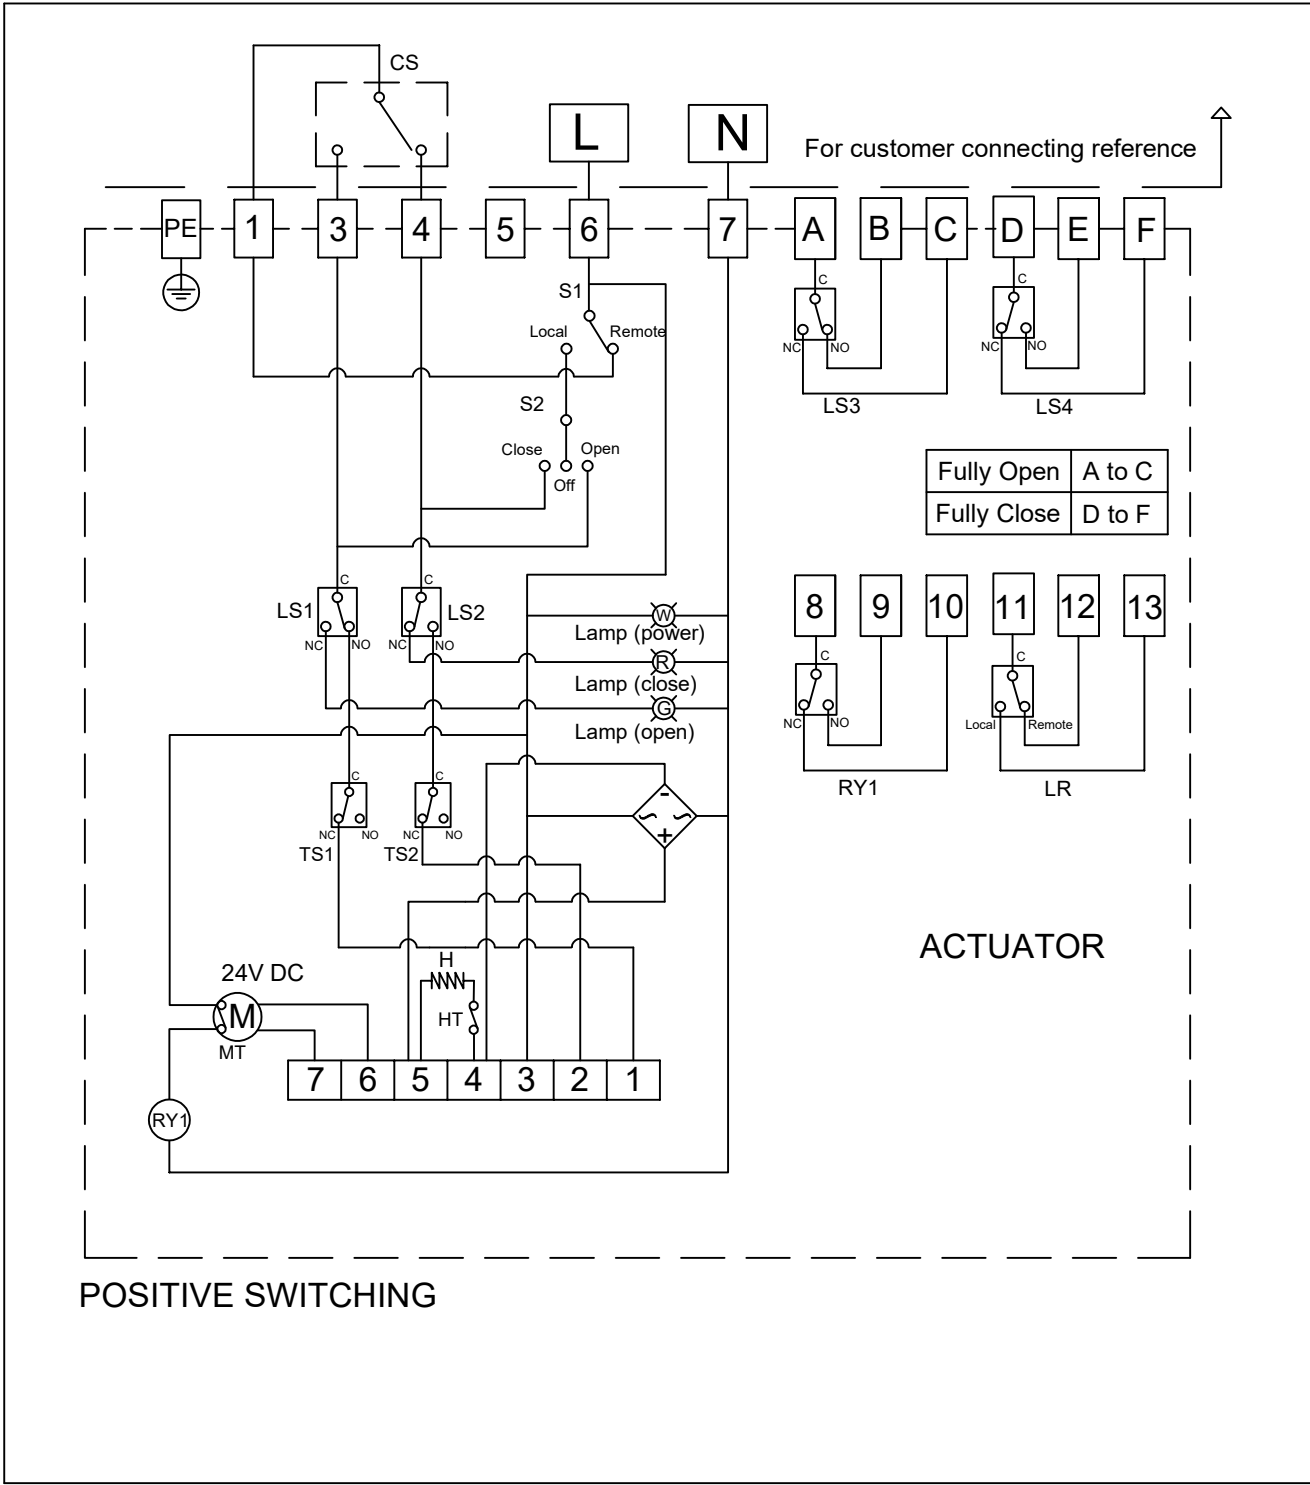 CS
L
N
For customer connecting reference
PE 1 3 4 5 6 7 A B C D E F
S1
C
C
Local Remote
NC NO
NC NO
LS3
LS4
S2
Close Open
Off
Fully Open A to C
Fully Close D to F
C
C
LS1
LS2
NC NO
NC NO
W
Lamp (power)
R
Lamp (close)
G
Lamp (open)
8 9 10 11 12 13
C
C
NC NO
Local Remote
RY1
LR
C
C
NC NO
NC NO
TS1
TS2
-
+
ACTUATOR
24V DC
H
M
HT
MT
7 6 5 4 3 2 1
RY1
POSITIVE SWITCHING